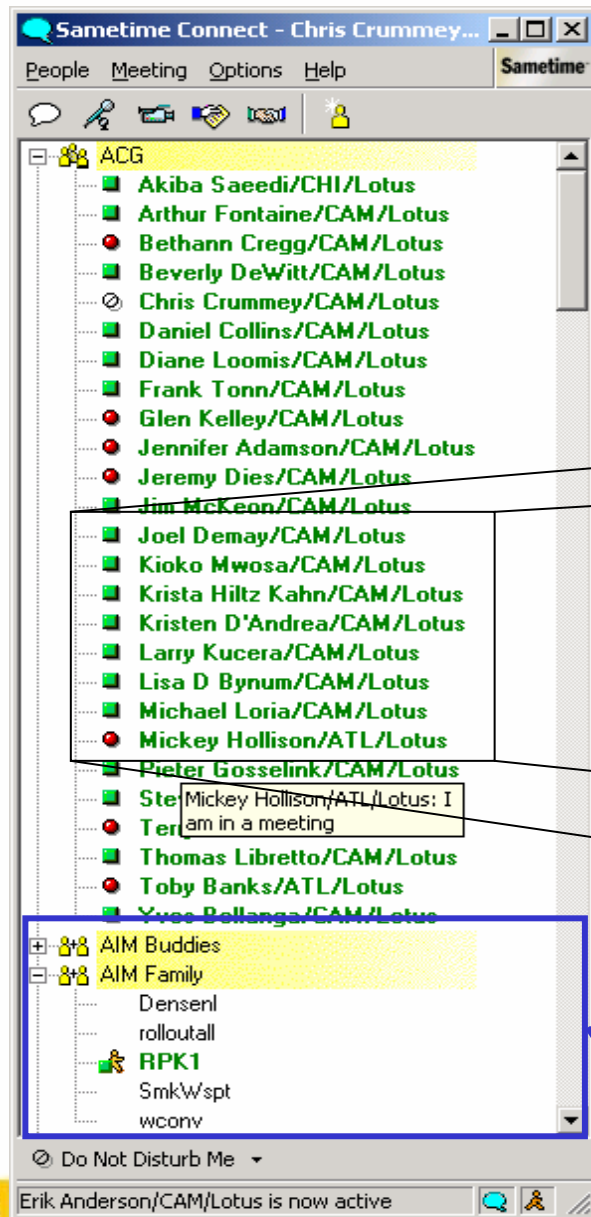 Sametime Connect - Chris Crummey...
People Meeting Options Help Sametime
ACG
Akiba Saeedi/CHI/Lotus
Arthur Fontaine/CAM/Lotus
Bethann Cregg/CAM/Lotus
Beverly DeWitt/CAM/Lotus
Chris Crummey/CAM/Lotus
Daniel Collins/CAM/Lotus
Diane Loomis/CAM/Lotus
Frank Tonn/CAM/Lotus
Glen Kelley/CAM/Lotus
Jennifer Adamson/CAM/Lotus
Jeremy Dies/CAM/Lotus
Jim McKeon/CAM/Lotus
Joel Demay/CAM/Lotus
Kioko Mwosa/CAM/Lotus
Krista Hiltz Kahn/CAM/Lotus
Kristen D'Andrea/CAM/Lotus
Larry Kucera/CAM/Lotus
Lisa D Bynum/CAM/Lotus
Michael Loria/CAM/Lotus
Mickey Hollison/ATL/Lotus
Pieter Gosselink/CAM/Lotus
Mickey Hollison/ATL/Lotus: I
am in a meeting
Thomas Libretto/CAM/Lotus
Toby Banks/ATL/Lotus
Yves Bellanga/CAM/Lotus
AIM Buddies
AIM Family
Densenl
rolloutall
RPK1
SmkWspt
wconv
Do Not Disturb Me
Erik Anderson/CAM/Lotus is now active